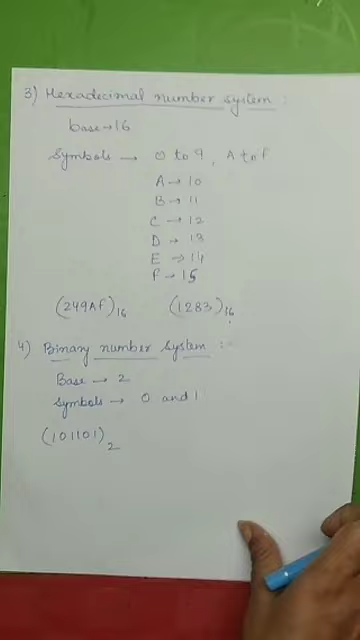 3) Hexadecimal number system :
base → 16
Symbols → 0 to 9, A to F
A → 10
B → 11
C → 12
D → 13
E → 14
F → 15
(249AF)16 (1283)16
4) Binary number system :-
Base → 2
Symbols → 0 and 1
(101101)2